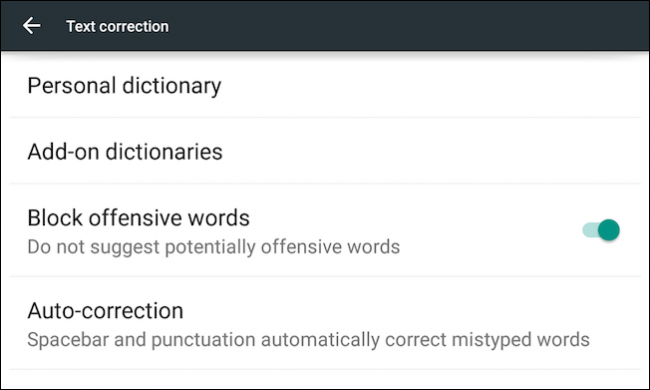 Text correction
Personal dictionary
Add-on dictionaries
Block offensive words
Do not suggest potentially offensive words
Auto-correction
Spacebar and punctuation automatically correct mistyped words